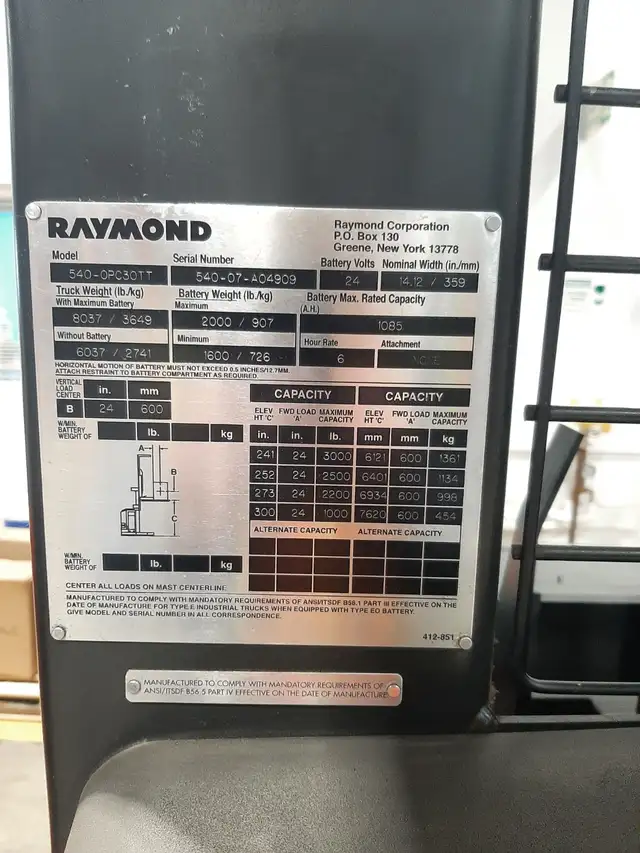 RAYMOND
Raymond Corporation
P.O. Box 130
Greene, New York 13778
Model Serial Number Battery Volts Nominal Width (in./mm)
540-OPC30TT 540-07-A04909 24 14.12 / 359
Truck Weight (lb./kg) Battery Weight (lb./kg) Battery Max. Rated Capacity
With Maximum Battery Maximum (A.H.)
8037 / 3649 2000 / 907 1085
Without Battery Minimum Hour Rate Attachment
6037 / 2741 1600 / 726 6 NONE
HORIZONTAL MOTION OF BATTERY MUST NOT EXCEED 0.5 INCHES/12.7MM.
ATTACH RESTRAINT TO BATTERY COMPARTMENT AS REQUIRED.
VERTICAL LOAD CENTER in. mm
B 24 600
W/MIN. BATTERY WEIGHT OF lb. kg
CAPACITY CAPACITY
ELEV HT 'C' FWD LOAD 'A' MAXIMUM CAPACITY ELEV HT 'C' FWD LOAD 'A' MAXIMUM CAPACITY
in. in. lb. mm mm kg
241 24 3000 6121 600 1361
252 24 2500 6401 600 1134
273 24 2200 6934 600 998
300 24 1000 7620 600 454
A
B
C
ALTERNATE CAPACITY ALTERNATE CAPACITY
W/MIN. BATTERY WEIGHT OF lb. kg
CENTER ALL LOADS ON MAST CENTERLINE.
MANUFACTURED TO COMPLY WITH MANDATORY REQUIREMENTS OF ANSI/ITSDF B56.1 PART III EFFECTIVE ON THE
DATE OF MANUFACTURE FOR TYPE E INDUSTRIAL TRUCKS WHEN EQUIPPED WITH TYPE EO BATTERY.
GIVE MODEL AND SERIAL NUMBER IN ALL CORRESPONDENCE.
412-851
MANUFACTURED TO COMPLY WITH MANDATORY REQUIREMENTS OF
ANSI/ITSDF B56.5 PART IV EFFECTIVE ON THE DATE OF MANUFACTURE